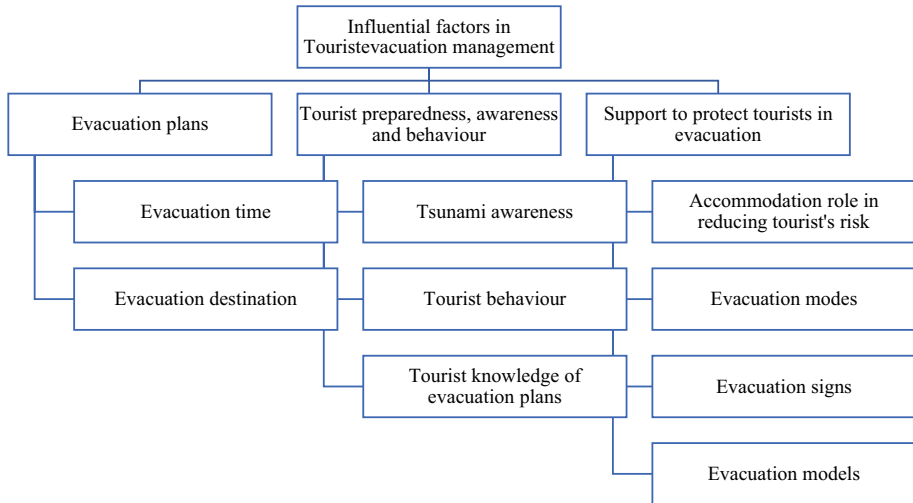 Influential factors in
Touristevacuation management
Evacuation plans
Tourist preparedness, awareness
and behaviour
Support to protect tourists in
evacuation
Evacuation time
Tsunami awareness
Accommodation role in
reducing tourist's risk
Evacuation destination
Tourist behaviour
Evacuation modes
Tourist knowledge of
evacuation plans
Evacuation signs
Evacuation models